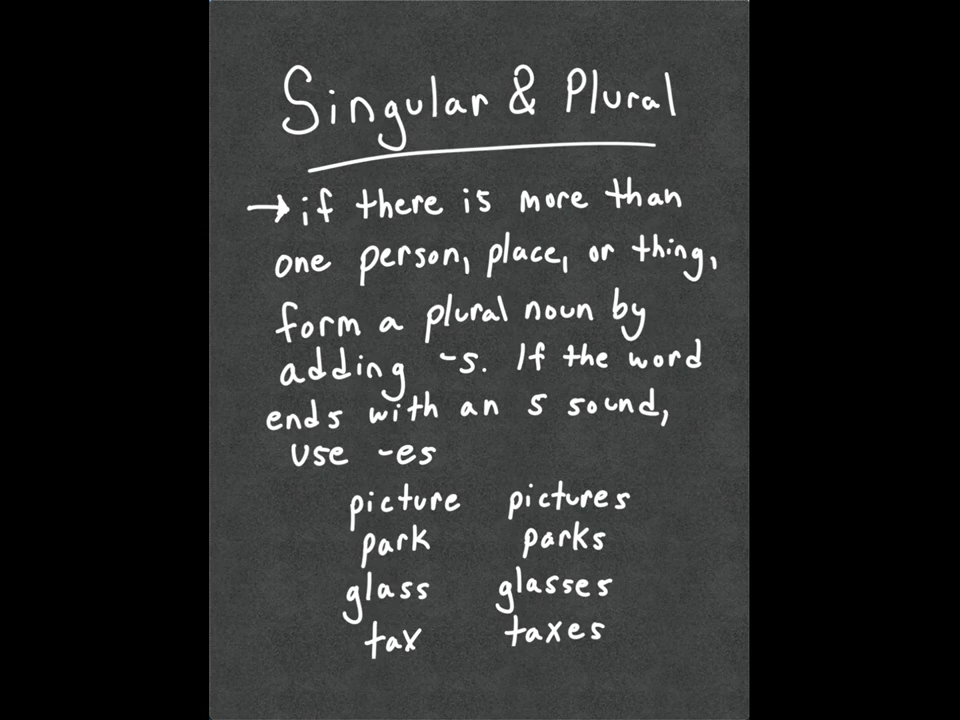 Singular & Plural
→ if there is more than
one person, place, or thing,
form a plural noun by
adding -s. If the word
ends with an s sound,
use -es
picture pictures
park parks
glass glasses
tax taxes